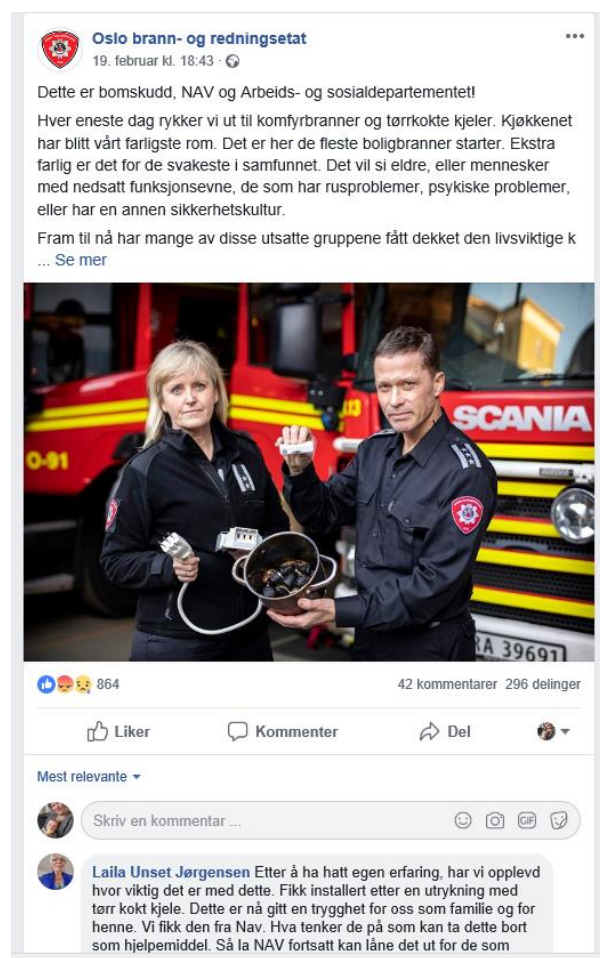 Oslo brann- og redningsetat
19. februar kl. 18:43 ·
Dette er bomskudd, NAV og Arbeids- og sosialdepartementet!
Hver eneste dag rykker vi ut til komfyrbranner og tørrkokte kjeler. Kjøkkenet
har blitt vårt farligste rom. Det er her de fleste boligbranner starter. Ekstra
farlig er det for de svakeste i samfunnet. Det vil si eldre, eller mennesker
med nedsatt funksjonsevne, de som har rusproblemer, psykiske problemer,
eller har en annen sikkerhetskultur.
Fram til nå har mange av disse utsatte gruppene fått dekket den livsviktige k
... Se mer
0-91
13
SCANIA
RA 39691
864
42 kommentarer 296 delinger
Liker Kommenter Del
Mest relevante
Skriv en kommentar ...
GIF
Laila Unset Jørgensen Etter å ha hatt egen erfaring, har vi opplevd
hvor viktig det er med dette. Fikk installert etter en utrykning med
tørr kokt kjele. Dette er nå gitt en trygghet for oss som familie og for
henne. Vi fikk den fra Nav. Hva tenker de på som kan ta dette bort
som hjelpemiddel. Så la NAV fortsatt kan låne det ut for de som